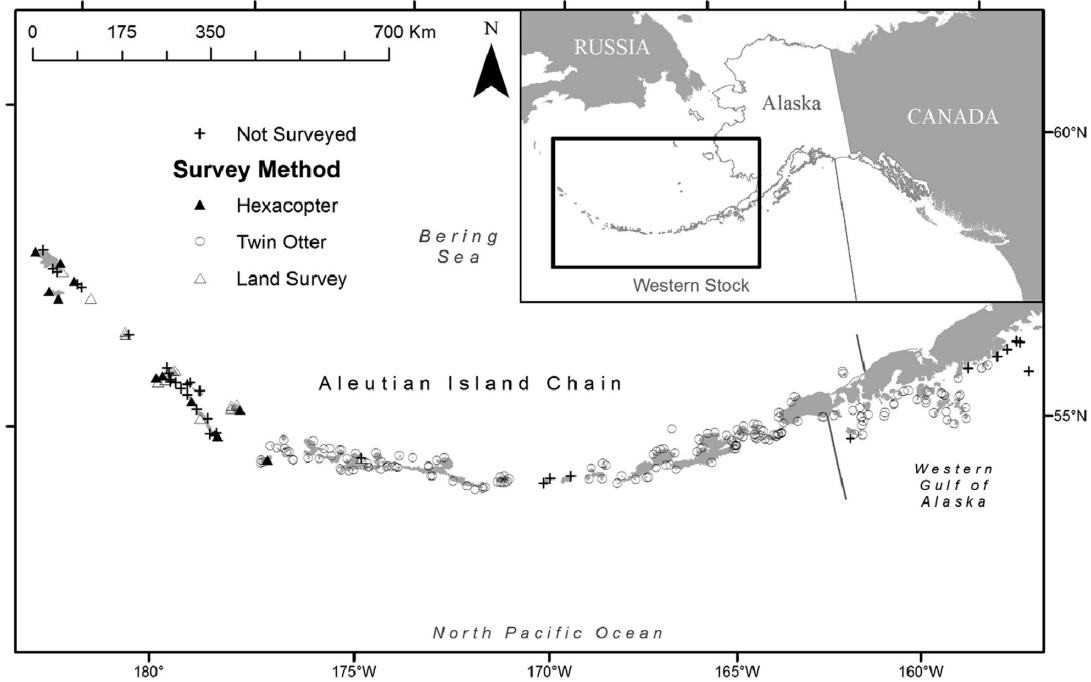 0 175 350 700 Km
N
Not Surveyed
Survey Method
Hexacopter
Twin Otter
Land Survey
Bering
Sea
RUSSIA
Alaska
CANADA
Western Stock
60°N
55°N
Aleutian Island Chain
Western
Gulf of
Alaska
North Pacific Ocean
180° 175°W 170°W 165°W 160°W